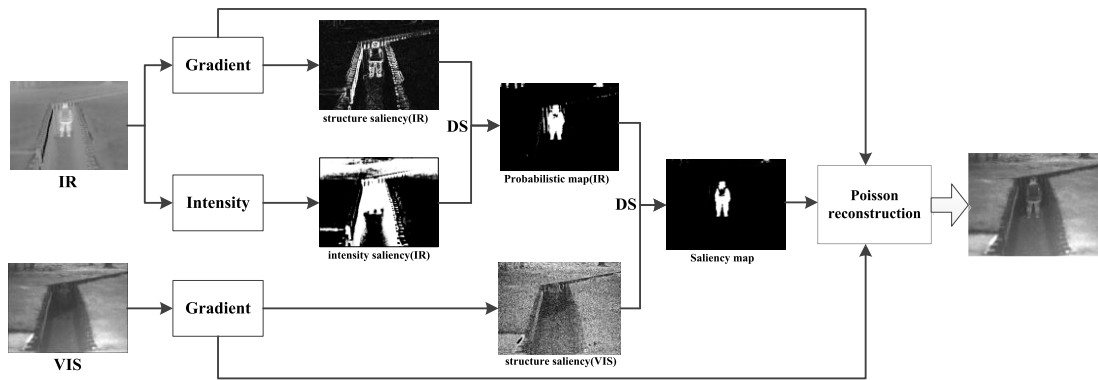 Gradient
structure saliency(IR)
IR
DS
Probabilistic map(IR)
Intensity
intensity saliency(IR)
DS
Saliency map
Poisson
reconstruction
Gradient
structure saliency(VIS)
VIS